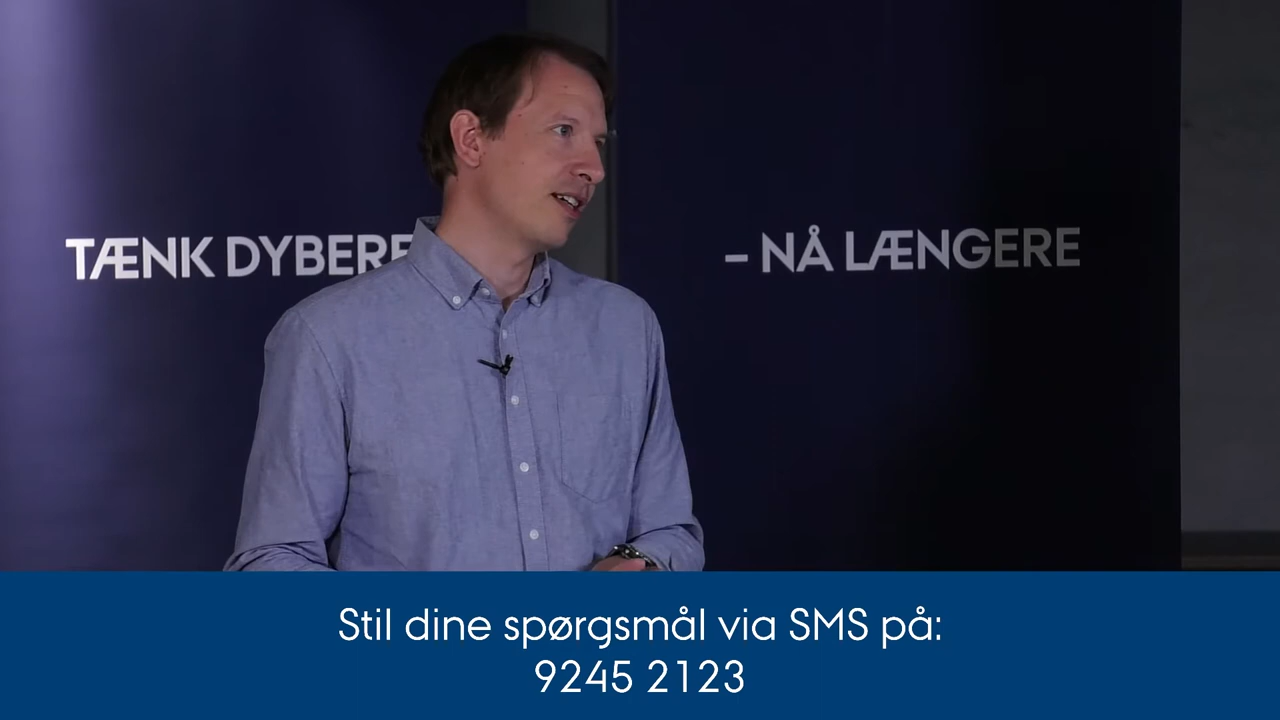 TÆNK DYBERE
– NÅ LÆNGERE
Stil dine spørgsmål via SMS på:
9245 2123